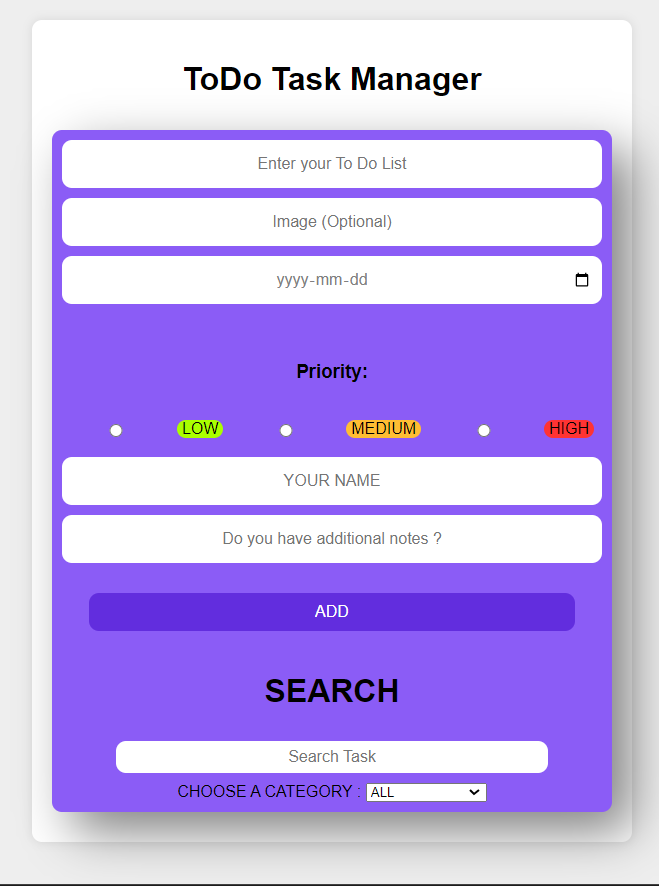 ToDo Task Manager
Enter your To Do List
Image (Optional)
yyyy-mm-dd
Priority:
LOW MEDIUM HIGH
YOUR NAME
Do you have additional notes ?
ADD
SEARCH
Search Task
CHOOSE A CATEGORY : ALL